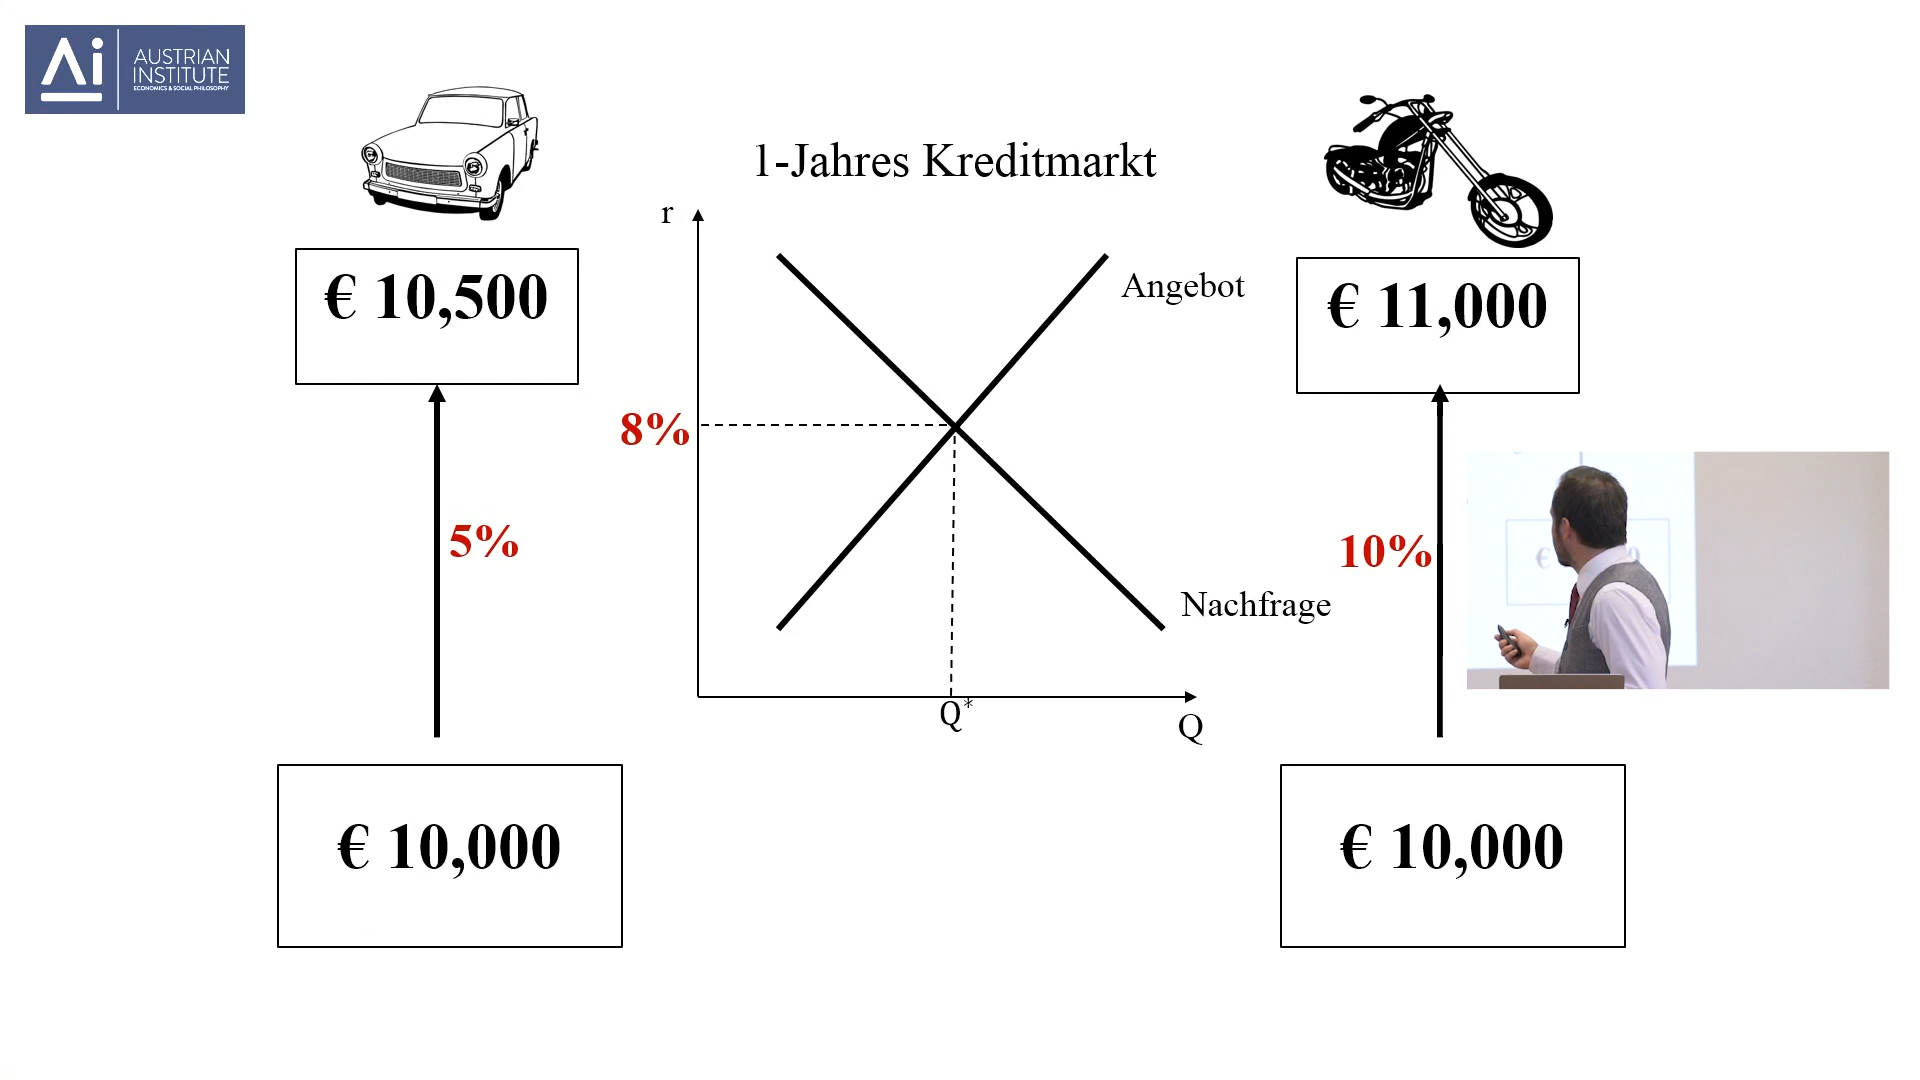 Ai
AUSTRIAN
INSTITUTE
ECONOMICS & SOCIAL PHILOSOPHY
1-Jahres Kreditmarkt
r
€ 10,500
Angebot
€ 11,000
8%
5%
10%
€
Nachfrage
Q*
Q
€ 10,000
€ 10,000